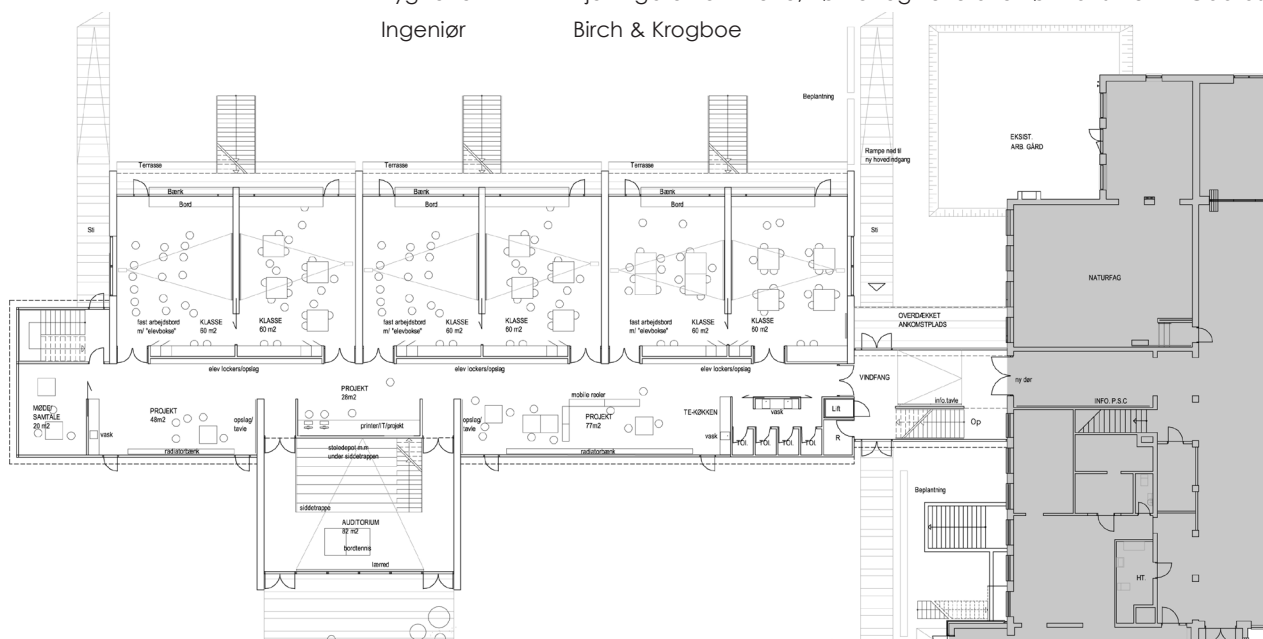 Ingeniør Birch & Krogboe
Beplantning
EKSIST.
ARB. GÅRD
Rampe ned til
ny hovedindgang
Terrasse
Terrasse
Terrasse
Bænk
Bænk
Bænk
Bord
Bord
Bord
Sti
Sti
NATURFAG
OVERDÆKKET
ANKOMSTPLADS
fast arbejdsbord
m/ "elevbokse"
KLASSE
60 m2
KLASSE
60 m2
fast arbejdsbord
m/ "elevbokse"
KLASSE
60 m2
KLASSE
60 m2
fast arbejdsbord
m/ "elevbokse"
KLASSE
60 m2
KLASSE
60 m2
elev lockers/opslag
elev lockers/opslag
elev lockers/opslag
VINDFANG
ny dør
INFO. P.S.C
info.tavle
MØDE/
SAMTALE
20 m2
PROJEKT
48m2
opslag/
tavle
vask
radiatorbænk
PROJEKT
28m2
printer/IT/projekt
opslag/
tavle
mobile reoler
PROJEKT
77m2
TE-KØKKEN
vask
vask
radiatorbænk
TOI.
TOI.
TOI.
TOI.
Lift
R
Op
stoledepot m.m
under siddetrappen
siddetrappe
AUDITORIUM
82 m2
bordtennis
lærred
Beplantning
HT.